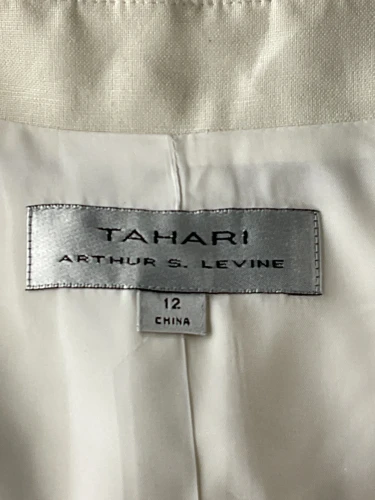 TAHARI
ARTHUR S. LEVINE
12
CHINA